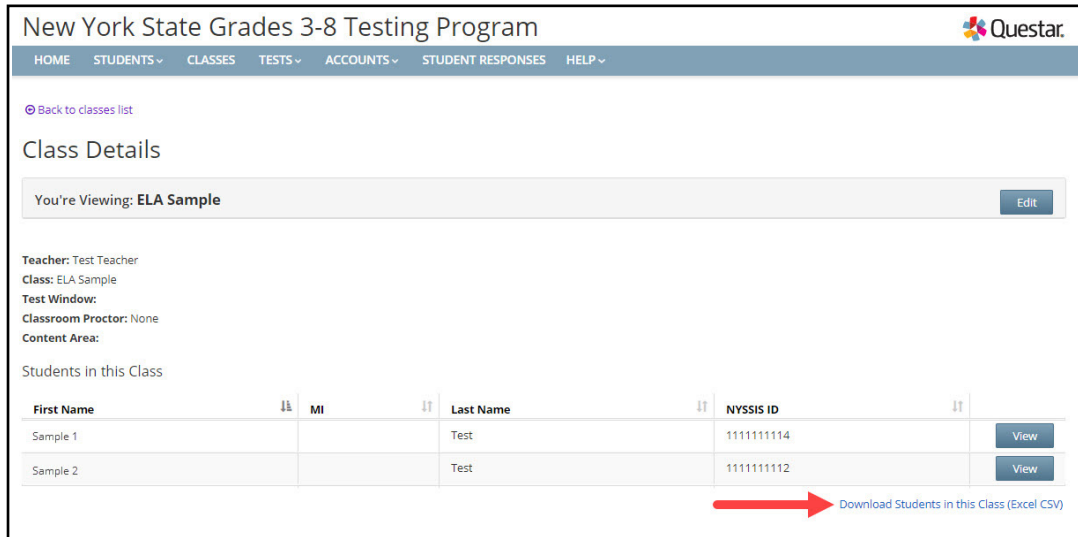 New York State Grades 3-8 Testing Program
Questar.
HOME STUDENTS CLASSES TESTS ACCOUNTS STUDENT RESPONSES HELP
Back to classes list
Class Details
You're Viewing: ELA Sample
Edit
Teacher: Test Teacher
Class: ELA Sample
Test Window:
Classroom Proctor: None
Content Area:
Students in this Class
First Name MI Last Name NYSSIS ID
Sample 1 Test 1111111114 View
Sample 2 Test 1111111112 View
Download Students in this Class (Excel CSV)